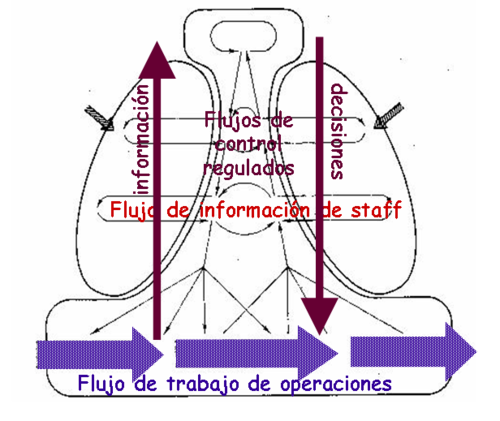 información
decisiones
Flujos de
control
regulados
Flujo de información de staff
Flujo de trabajo de operaciones